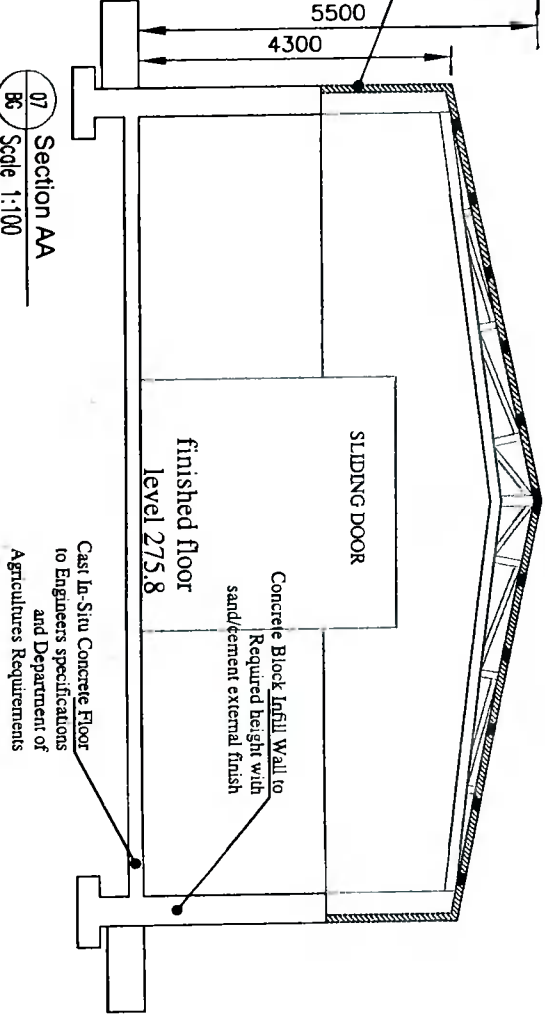 5500
4300
SLIDING DOOR
finished floor
level 275.8
Concrete Block Infill Wall to
Required height with
sand/cement external finish
Cast In-Situ Concrete Floor
to Engineers specifications
and Department of
Agricultures Requirements
07
BG
Section AA
Scale 1:100